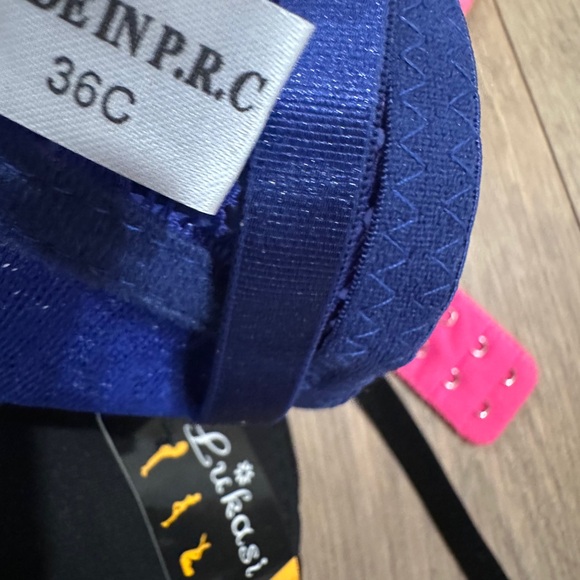 DE IN P.R.C
36C
Lukasi